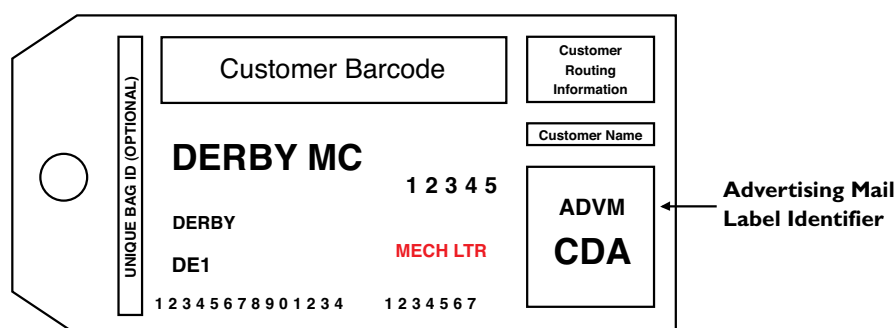 UNIQUE BAG ID (OPTIONAL)
Customer Barcode
Customer
Routing
Information
Customer Name
DERBY MC
1 2 3 4 5
ADVM
CDA
Advertising Mail
Label Identifier
DERBY
MECH LTR
DE1
1 2 3 4 5 6 7 8 9 0 1 2 3 4
1 2 3 4 5 6 7